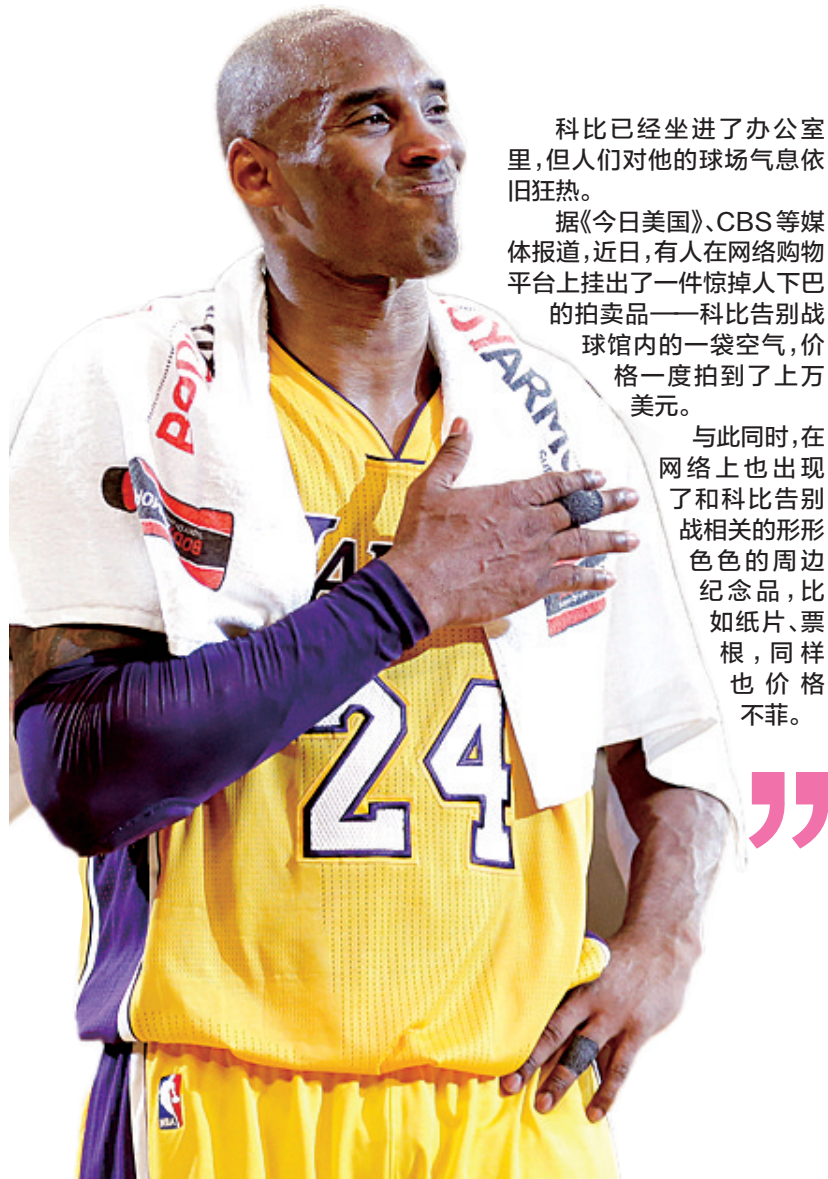 科比已经坐进了办公室
里,但人们对他的球场气息依
旧狂热。
据《今日美国》、CBS等媒
体报道,近日,有人在网络购物
平台上挂出了一件惊掉人下巴
的拍卖品——科比告别战
球馆内的一袋空气,价
格一度拍到了上万
美元。
与此同时,在
网络上也出现
了和科比告别
战相关的形形
色色的周边
纪念品,比
如纸片、票
根,同样
也价格
不菲。
”
24
NBA